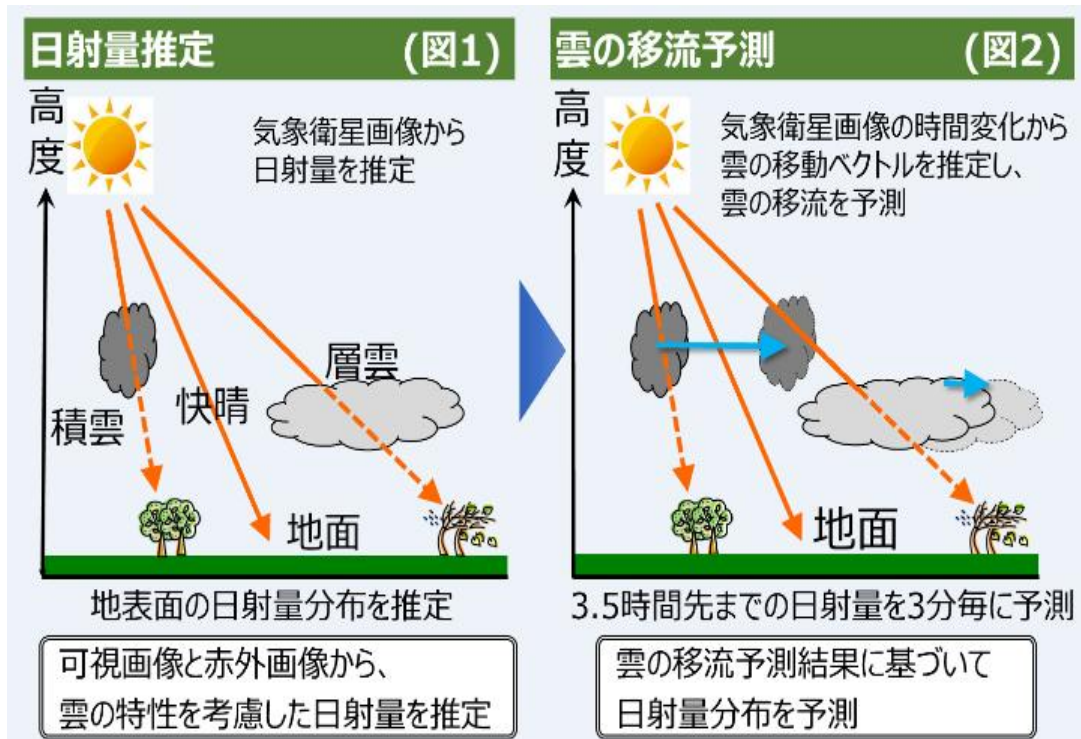 日射量推定 (図1)
高度
気象衛星画像から
日射量を推定
積雲
快晴
層雲
地面
地表面の日射量分布を推定
可視画像と赤外画像から、
雲の特性を考慮した日射量を推定
雲の移流予測 (図2)
高度
気象衛星画像の時間変化から
雲の移動ベクトルを推定し、
雲の移流を予測
地面
3.5時間先までの日射量を3分毎に予測
雲の移流予測結果に基づいて
日射量分布を予測